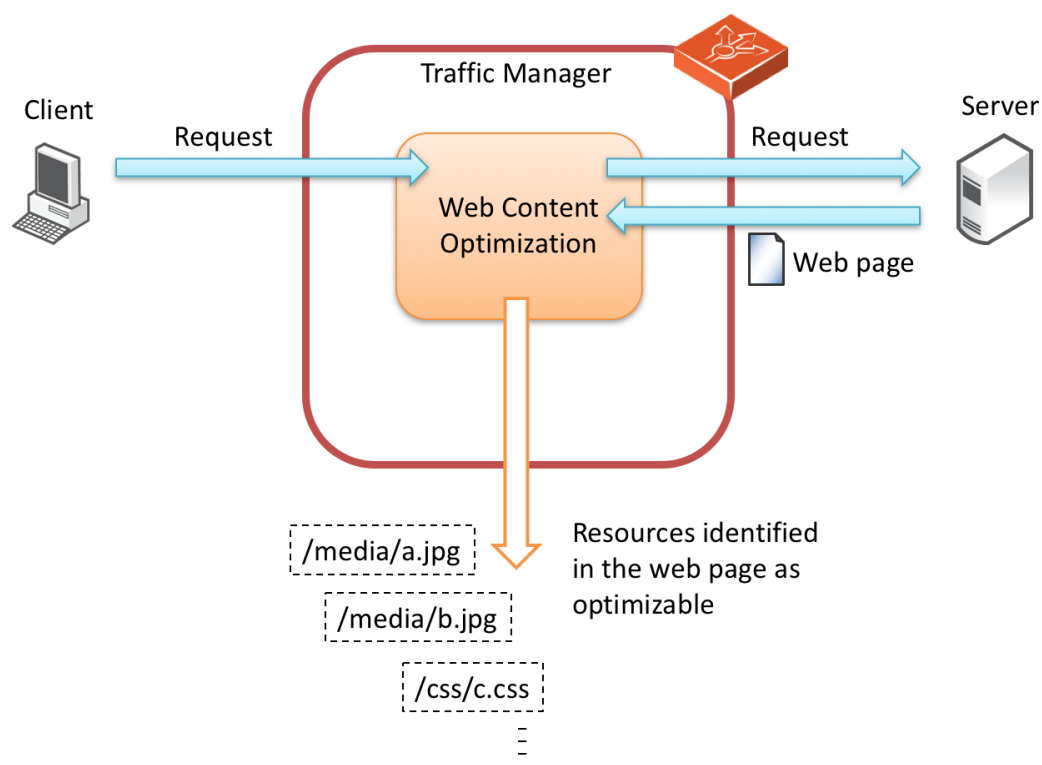 Traffic Manager
Client
Server
Request
Request
Web Content
Optimization
Web page
/media/a.jpg
/media/b.jpg
/css/c.css
Resources identified
in the web page as
optimizable